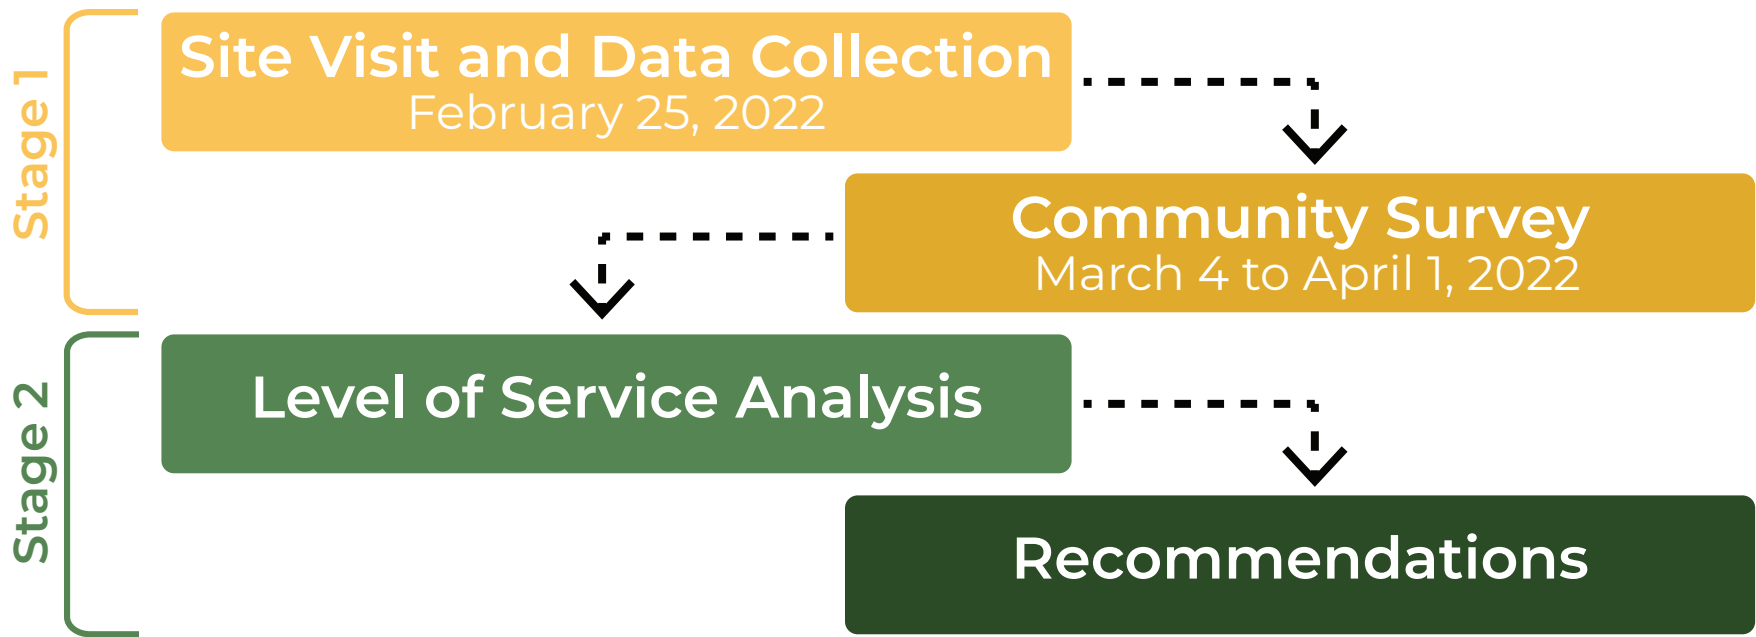 Stage 1
Site Visit and Data Collection
February 25, 2022
Community Survey
March 4 to April 1, 2022
Stage 2
Level of Service Analysis
Recommendations